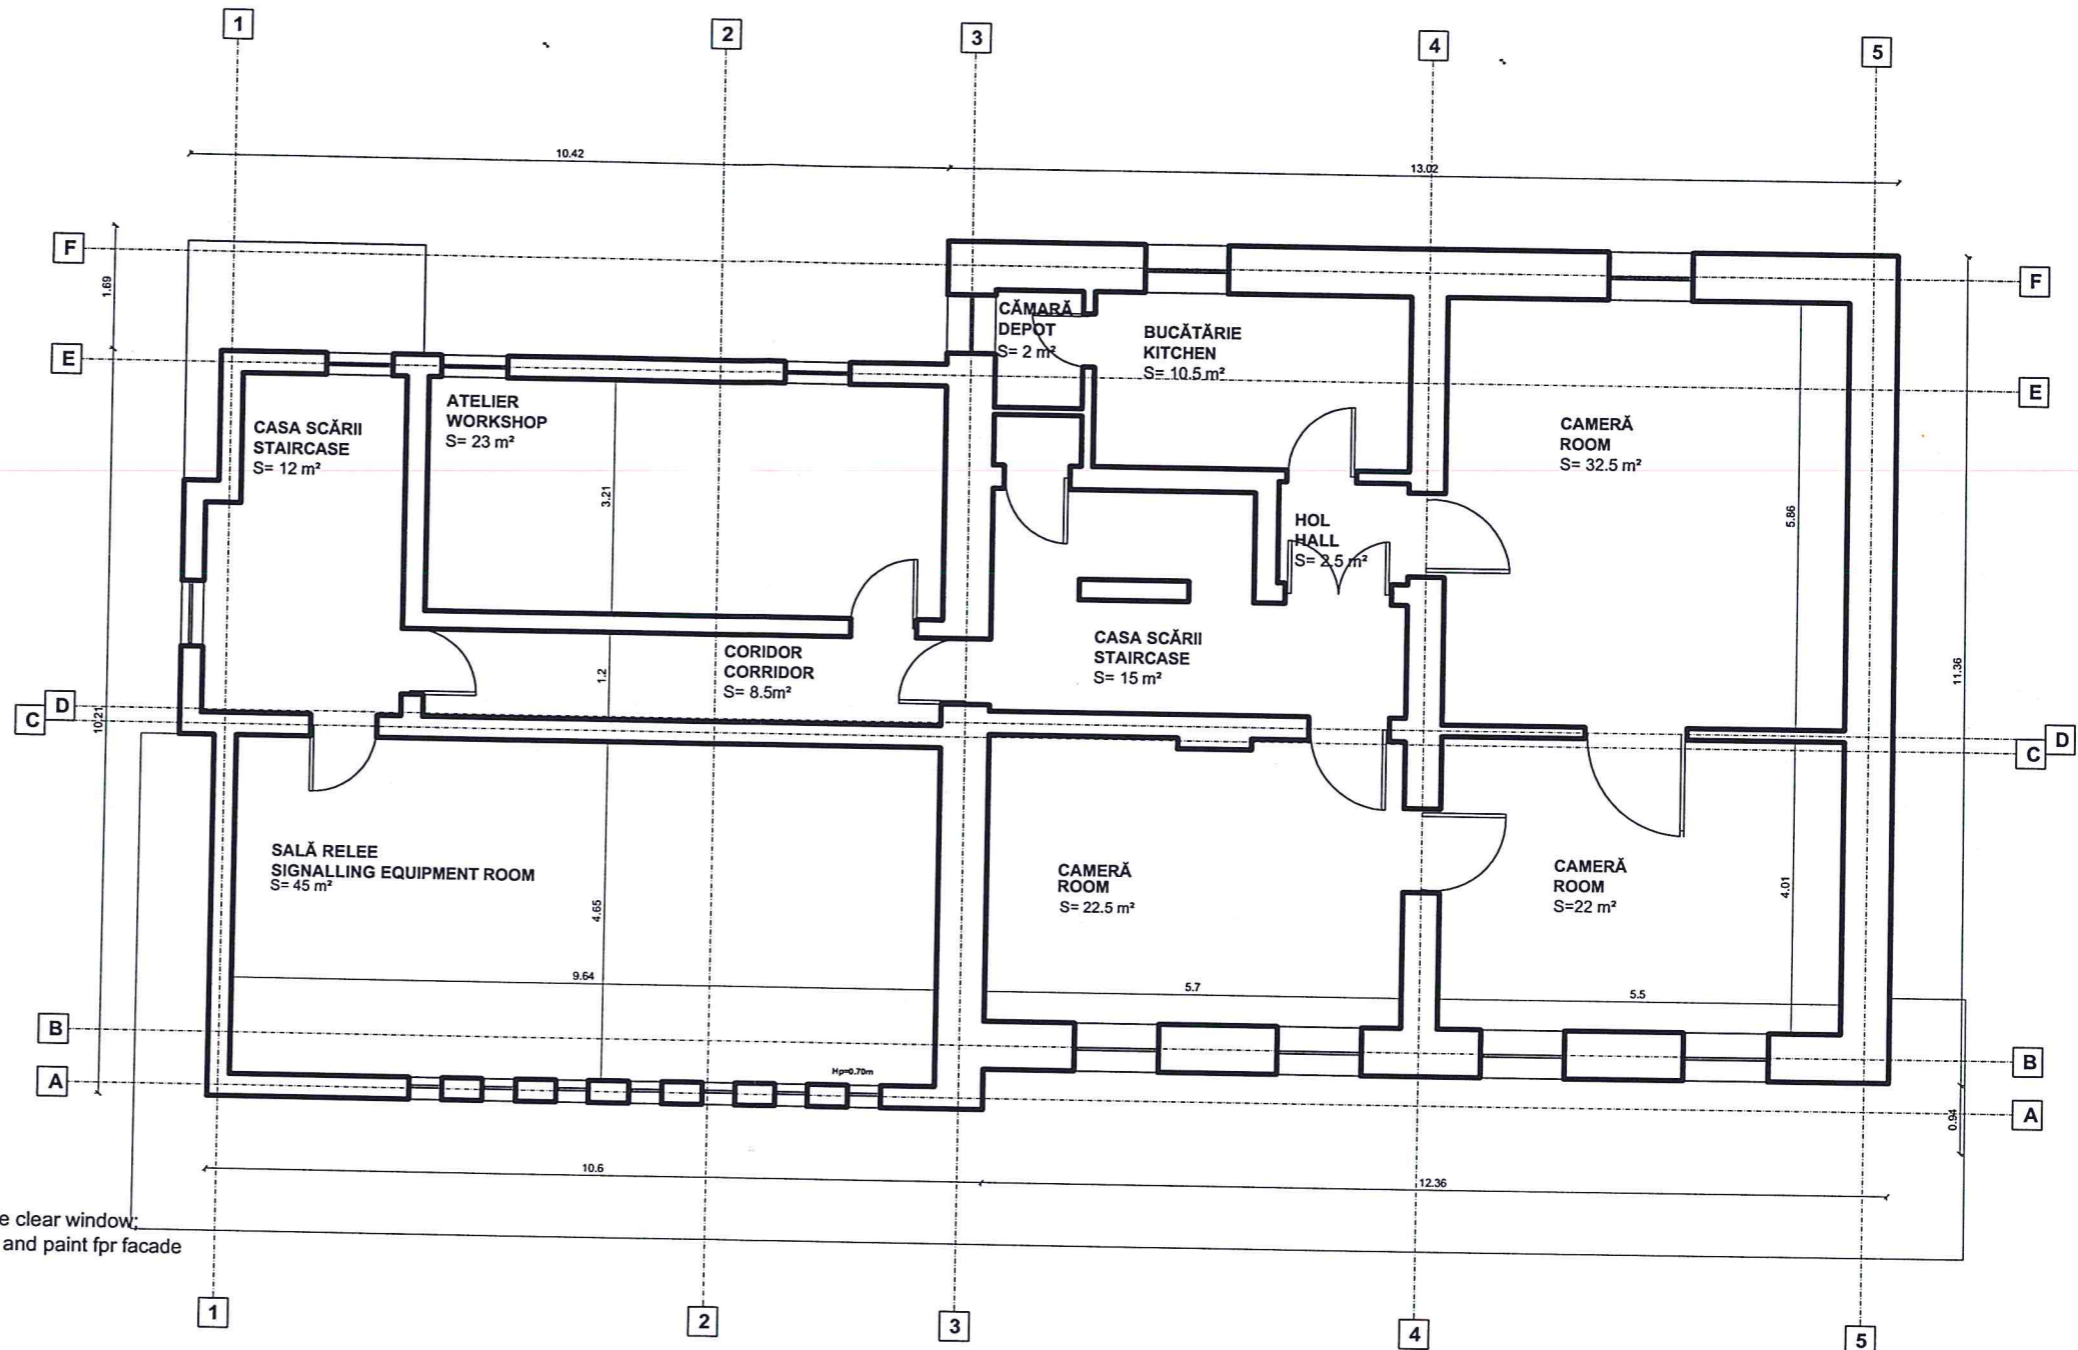 1
2
3
4
5
10.42
13.02
F
F
1.69
E
E
CĂMARĂ
DEPOT
S= 2 m²
BUCĂTĂRIE
KITCHEN
S= 10.5 m²
ATELIER
WORKSHOP
S= 23 m²
CASA SCĂRII
STAIRCASE
S= 12 m²
CAMERĂ
ROOM
S= 32.5 m²
3.21
5.86
HOL
HALL
S= 2.5 m²
CORIDOR
CORRIDOR
S= 8.5m²
CASA SCĂRII
STAIRCASE
S= 15 m²
1.2
11.36
10.21
D
C
D
C
SALĂ RELEE
SIGNALLING EQUIPMENT ROOM
S= 45 m²
CAMERĂ
ROOM
S= 22.5 m²
CAMERĂ
ROOM
S=22 m²
4.65
4.01
9.64
5.7
5.5
B
B
A
A
Hp=0.70m
0.94
10.6
12.36
e clear window;
and paint fpr facade
1
2
3
4
5